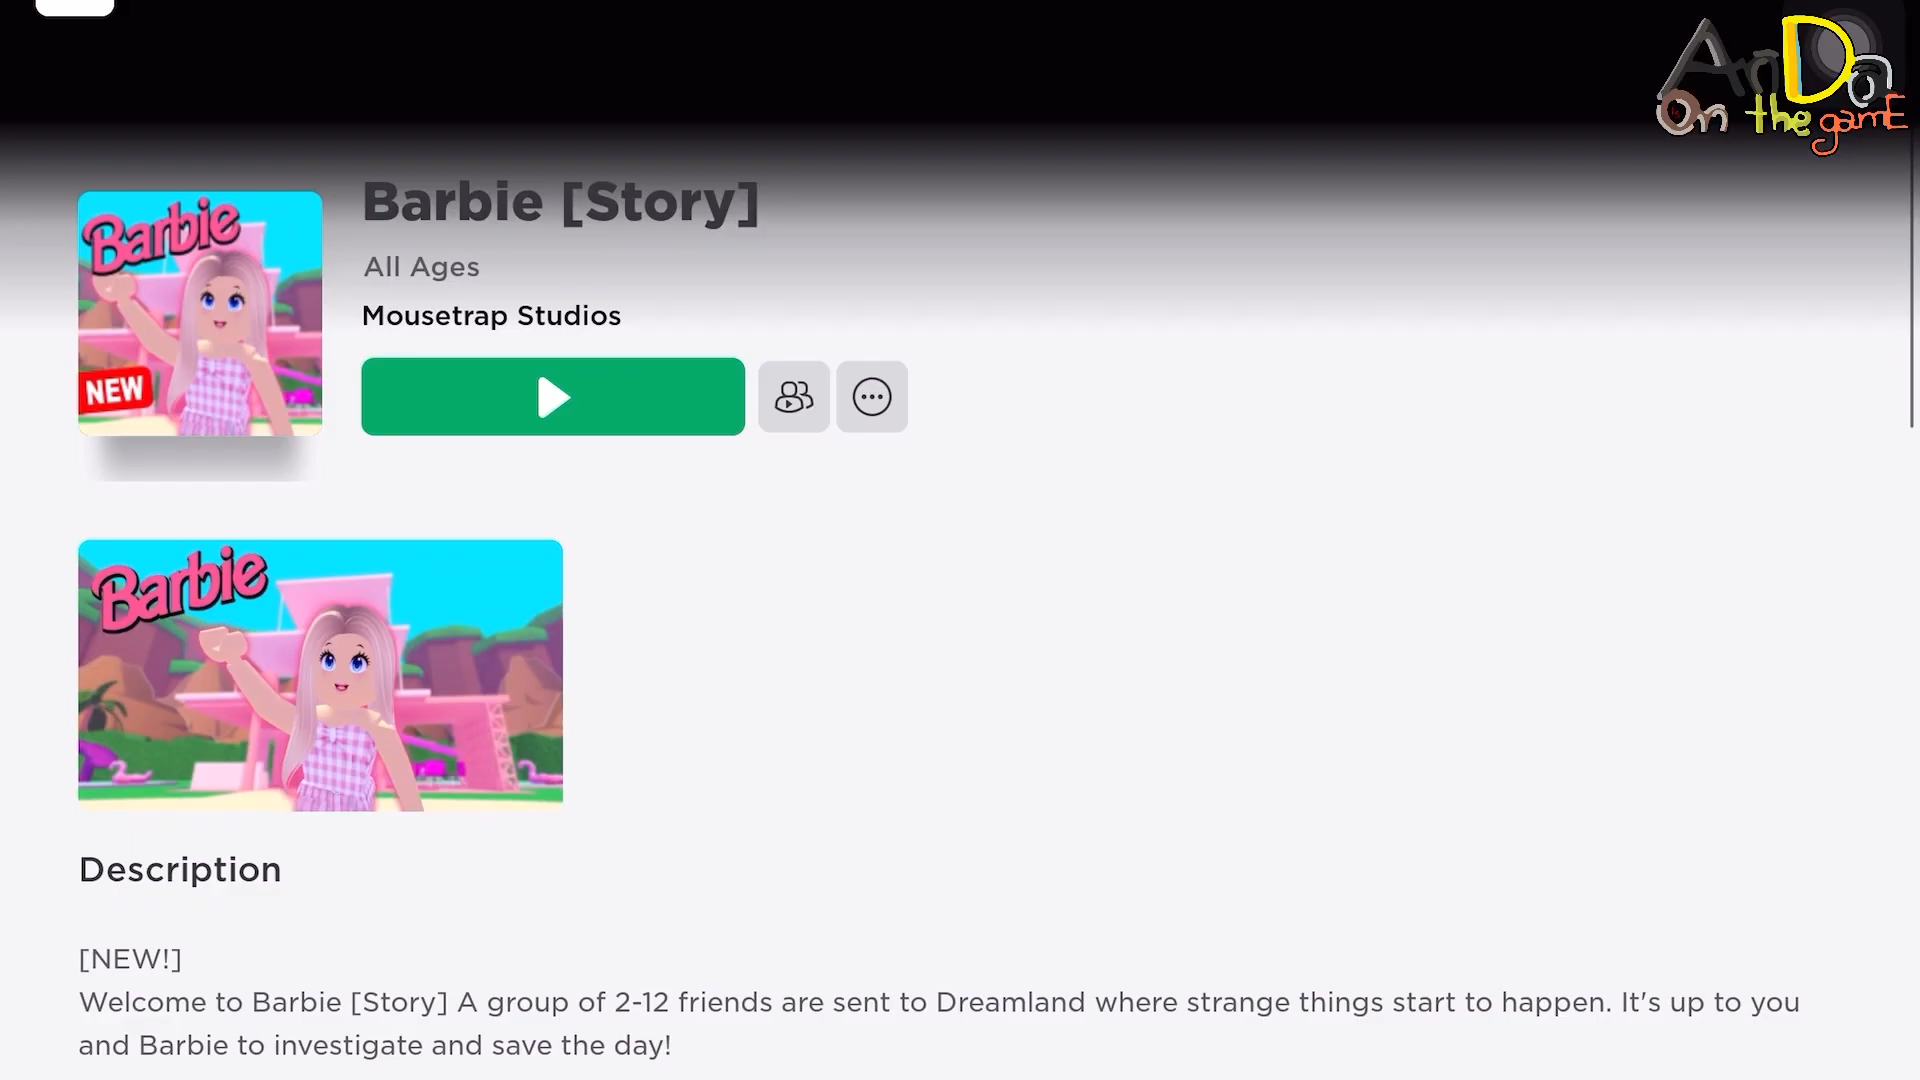 AnDa
On the gamE
Barbie [Story]
All Ages
Mousetrap Studios
Barbie
NEW
Barbie
Description
[NEW!]
Welcome to Barbie [Story] A group of 2-12 friends are sent to Dreamland where strange things start to happen. It's up to you
and Barbie to investigate and save the day!